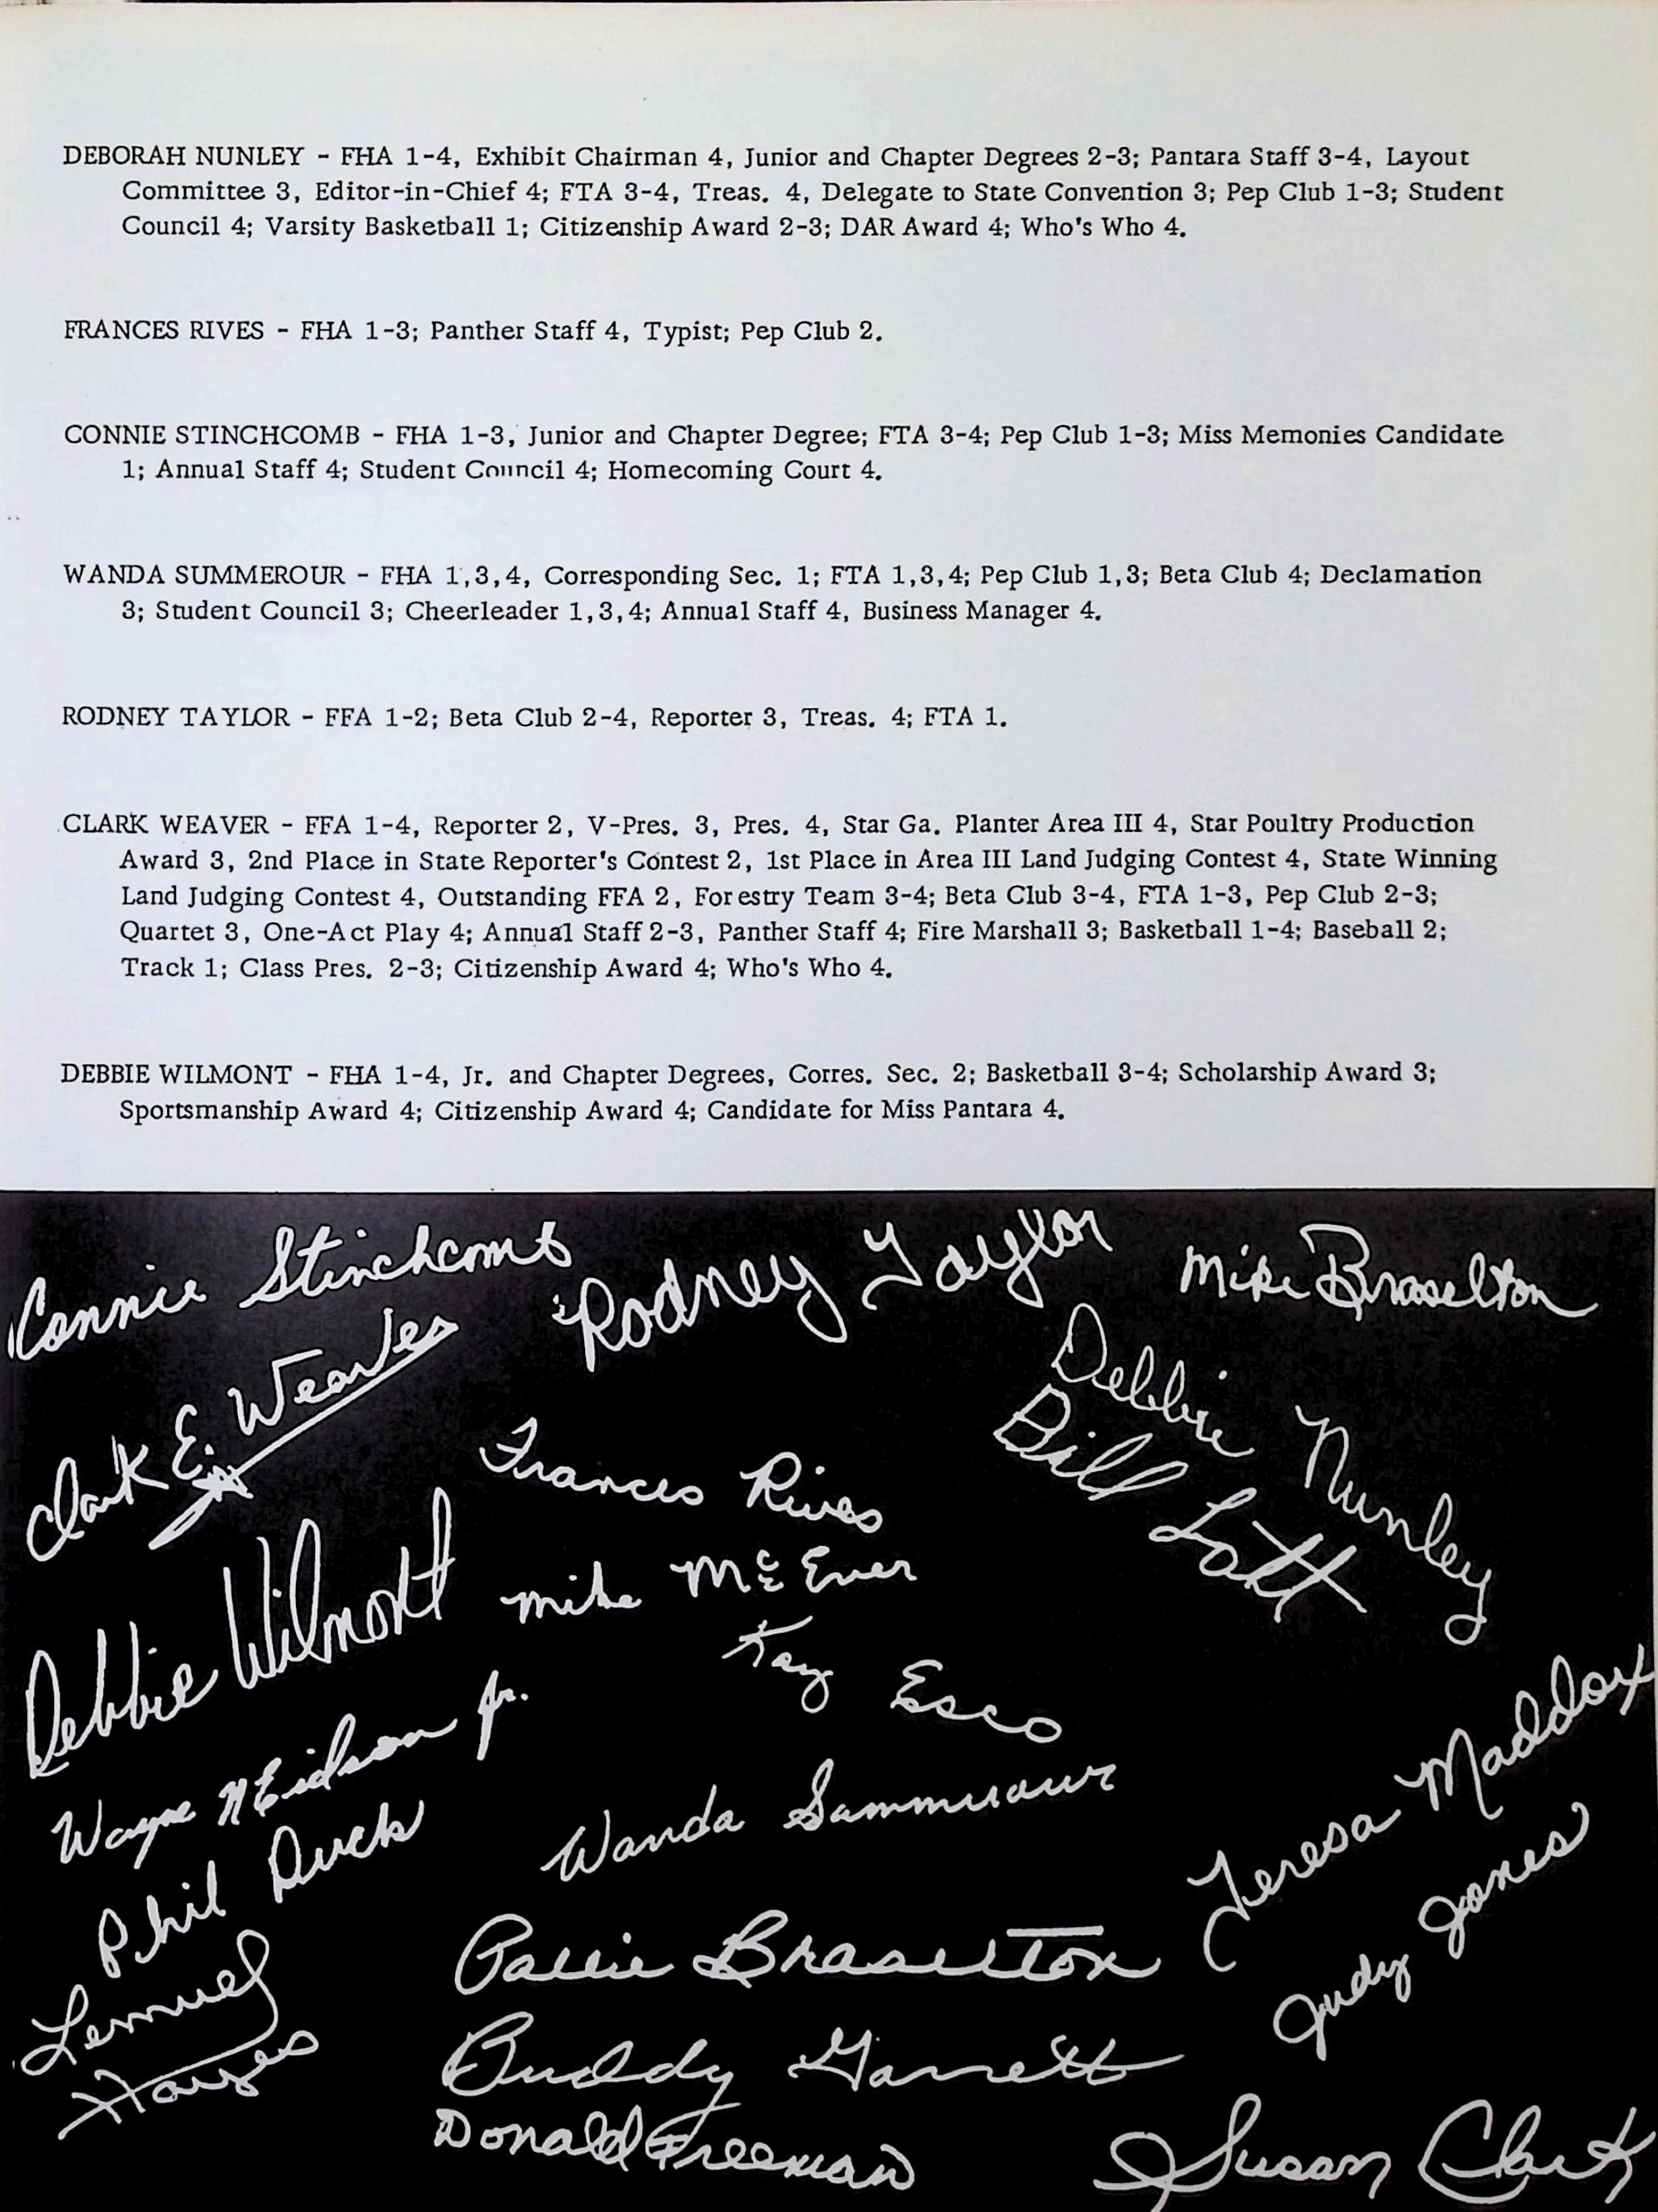 DEBORAH NUNLEY - FHA 1-4, Exhibit Chairman 4, Junior and Chapter Degrees 2-3; Pantara Staff 3-4, Layout
Committee 3, Editor-in-Chief 4; FTA 3-4, Treas. 4, Delegate to State Convention 3; Pep Club 1-3; Student
Council 4; Varsity Basketball 1; Citizenship Award 2-3; DAR Award 4; Who's Who 4.
FRANCES RIVES - FHA 1-3; Panther Staff 4, Typist; Pep Club 2.
CONNIE STINCHCOMB - FHA 1-3, Junior and Chapter Degree; FTA 3-4; Pep Club 1-3; Miss Memonies Candidate
1; Annual Staff 4; Student Council 4; Homecoming Court 4.
WANDA SUMMEROUR - FHA 1,3,4, Corresponding Sec. 1; FTA 1,3,4; Pep Club 1,3; Beta Club 4; Declamation
3; Student Council 3; Cheerleader 1,3,4; Annual Staff 4, Business Manager 4.
RODNEY TAYLOR - FFA 1-2; Beta Club 2-4, Reporter 3, Treas. 4; FTA 1.
CLARK WEAVER - FFA 1-4, Reporter 2, V-Pres. 3, Pres. 4, Star Ga. Planter Area III 4, Star Poultry Production
Award 3, 2nd Place in State Reporter's Contest 2, 1st Place in Area III Land Judging Contest 4, State Winning
Land Judging Contest 4, Outstanding FFA 2, Forestry Team 3-4; Beta Club 3-4, FTA 1-3, Pep Club 2-3;
Quartet 3, One-Act Play 4; Annual Staff 2-3, Panther Staff 4; Fire Marshall 3; Basketball 1-4; Baseball 2;
Track 1; Class Pres. 2-3; Citizenship Award 4; Who's Who 4.
DEBBIE WILMONT - FHA 1-4, Jr. and Chapter Degrees, Corres. Sec. 2; Basketball 3-4; Scholarship Award 3;
Sportsmanship Award 4; Citizenship Award 4; Candidate for Miss Pantara 4.
Connie Stinchcomb
Rodney Taylor
Mike Braselton
Clark E. Weaver
Debbie Nunley
Bill Lott
Frances Rives
Debbie Wilmont
Mike McEver
Kay Esco
Wayne N Eidson Jr.
Wanda Summerour
Teresa Maddox
Phil Duck
Judy Jones
Lemuel
Hayes
Pallie Braselton
Buddy Garrett
Donald Freeman
Susan Clark